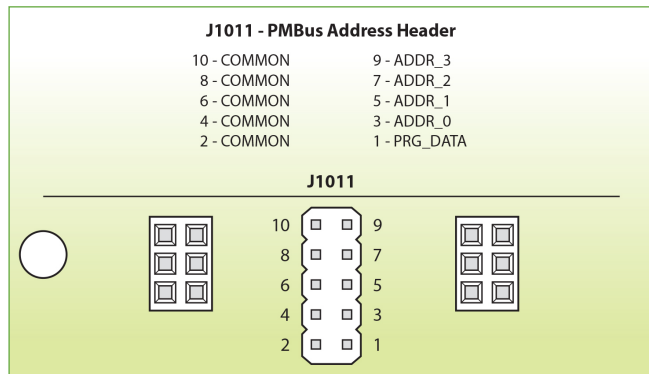 J1011 - PMBus Address Header
10 - COMMON 9 - ADDR_3
8 - COMMON 7 - ADDR_2
6 - COMMON 5 - ADDR_1
4 - COMMON 3 - ADDR_0
2 - COMMON 1 - PRG_DATA
J1011
10 9
8 7
6 5
4 3
2 1